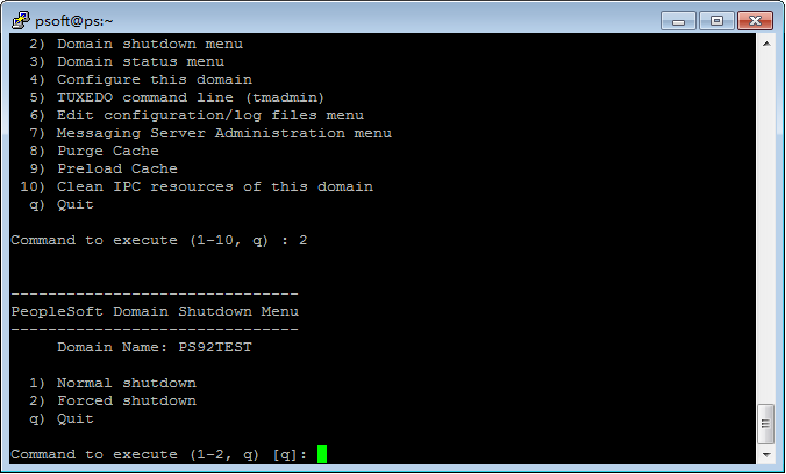 psoft@ps:~
2) Domain shutdown menu
3) Domain status menu
4) Configure this domain
5) TUXEDO command line (tmadmin)
6) Edit configuration/log files menu
7) Messaging Server Administration menu
8) Purge Cache
9) Preload Cache
10) Clean IPC resources of this domain
q) Quit
Command to execute (1-10, q) : 2
-------------------------------
PeopleSoft Domain Shutdown Menu
-------------------------------
Domain Name: PS92TEST
1) Normal shutdown
2) Forced shutdown
q) Quit
Command to execute (1-2, q) [q]: